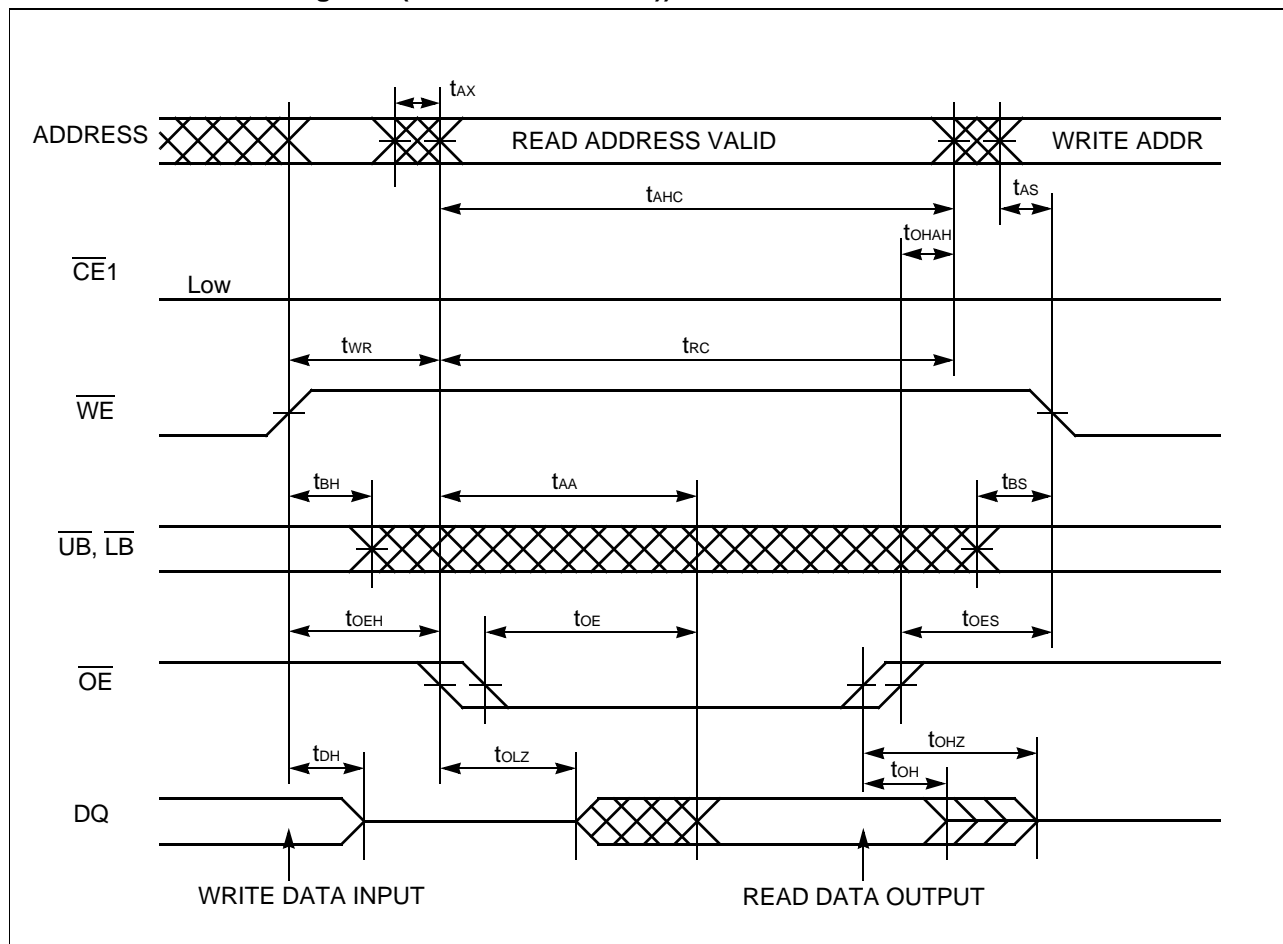 tAX
ADDRESS
READ ADDRESS VALID
WRITE ADDR
tAHC
tAS
tOHAH
CE1
Low
tWR
tRC
WE
tBH
tAA
tBS
UB, LB
tOEH
tOE
tOES
OE
tDH
tOLZ
tOHZ
tOH
DQ
WRITE DATA INPUT
READ DATA OUTPUT